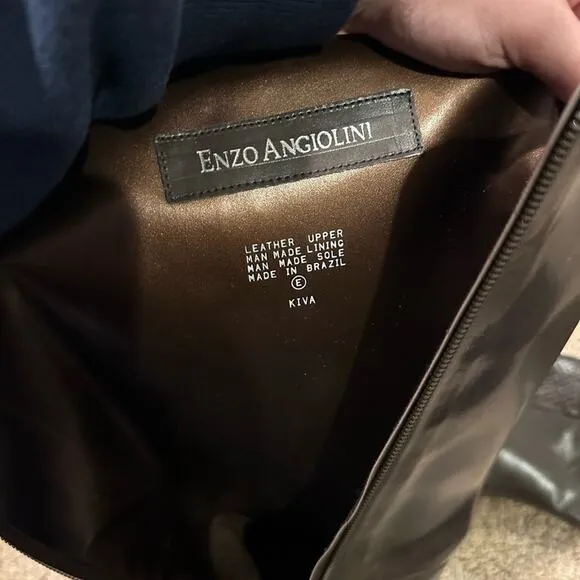 ENZO ANGIOLINI
LEATHER UPPER
MAN MADE LINING
MAN MADE SOLE
MADE IN BRAZIL
E
KIVA